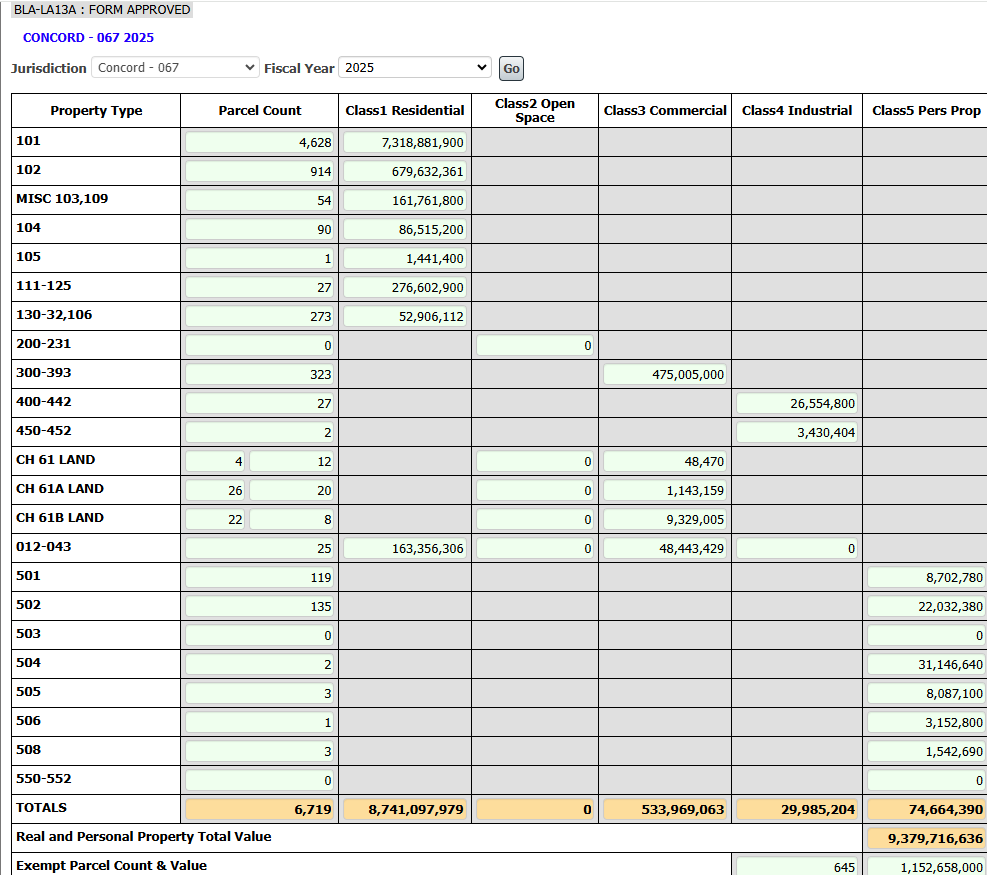 BLA-LA13A : FORM APPROVED
CONCORD - 067 2025
Jurisdiction Concord - 067 Fiscal Year 2025 Go
Property Type Parcel Count Class1 Residential Class2 Open Space Class3 Commercial Class4 Industrial Class5 Pers Prop
101 4,628 7,318,881,900
102 914 679,632,361
MISC 103,109 54 161,761,800
104 90 86,515,200
105 1 1,441,400
111-125 27 276,602,900
130-32,106 273 52,906,112
200-231 0 0
300-393 323 475,005,000
400-442 27 26,554,800
450-452 2 3,430,404
CH 61 LAND 4 12 0 48,470
CH 61A LAND 26 20 0 1,143,159
CH 61B LAND 22 8 0 9,329,005
012-043 25 163,356,306 0 48,443,429 0
501 119 8,702,780
502 135 22,032,380
503 0 0
504 2 31,146,640
505 3 8,087,100
506 1 3,152,800
508 3 1,542,690
550-552 0 0
TOTALS 6,719 8,741,097,979 0 533,969,063 29,985,204 74,664,390
Real and Personal Property Total Value 9,379,716,636
Exempt Parcel Count & Value 645 1,152,658,000